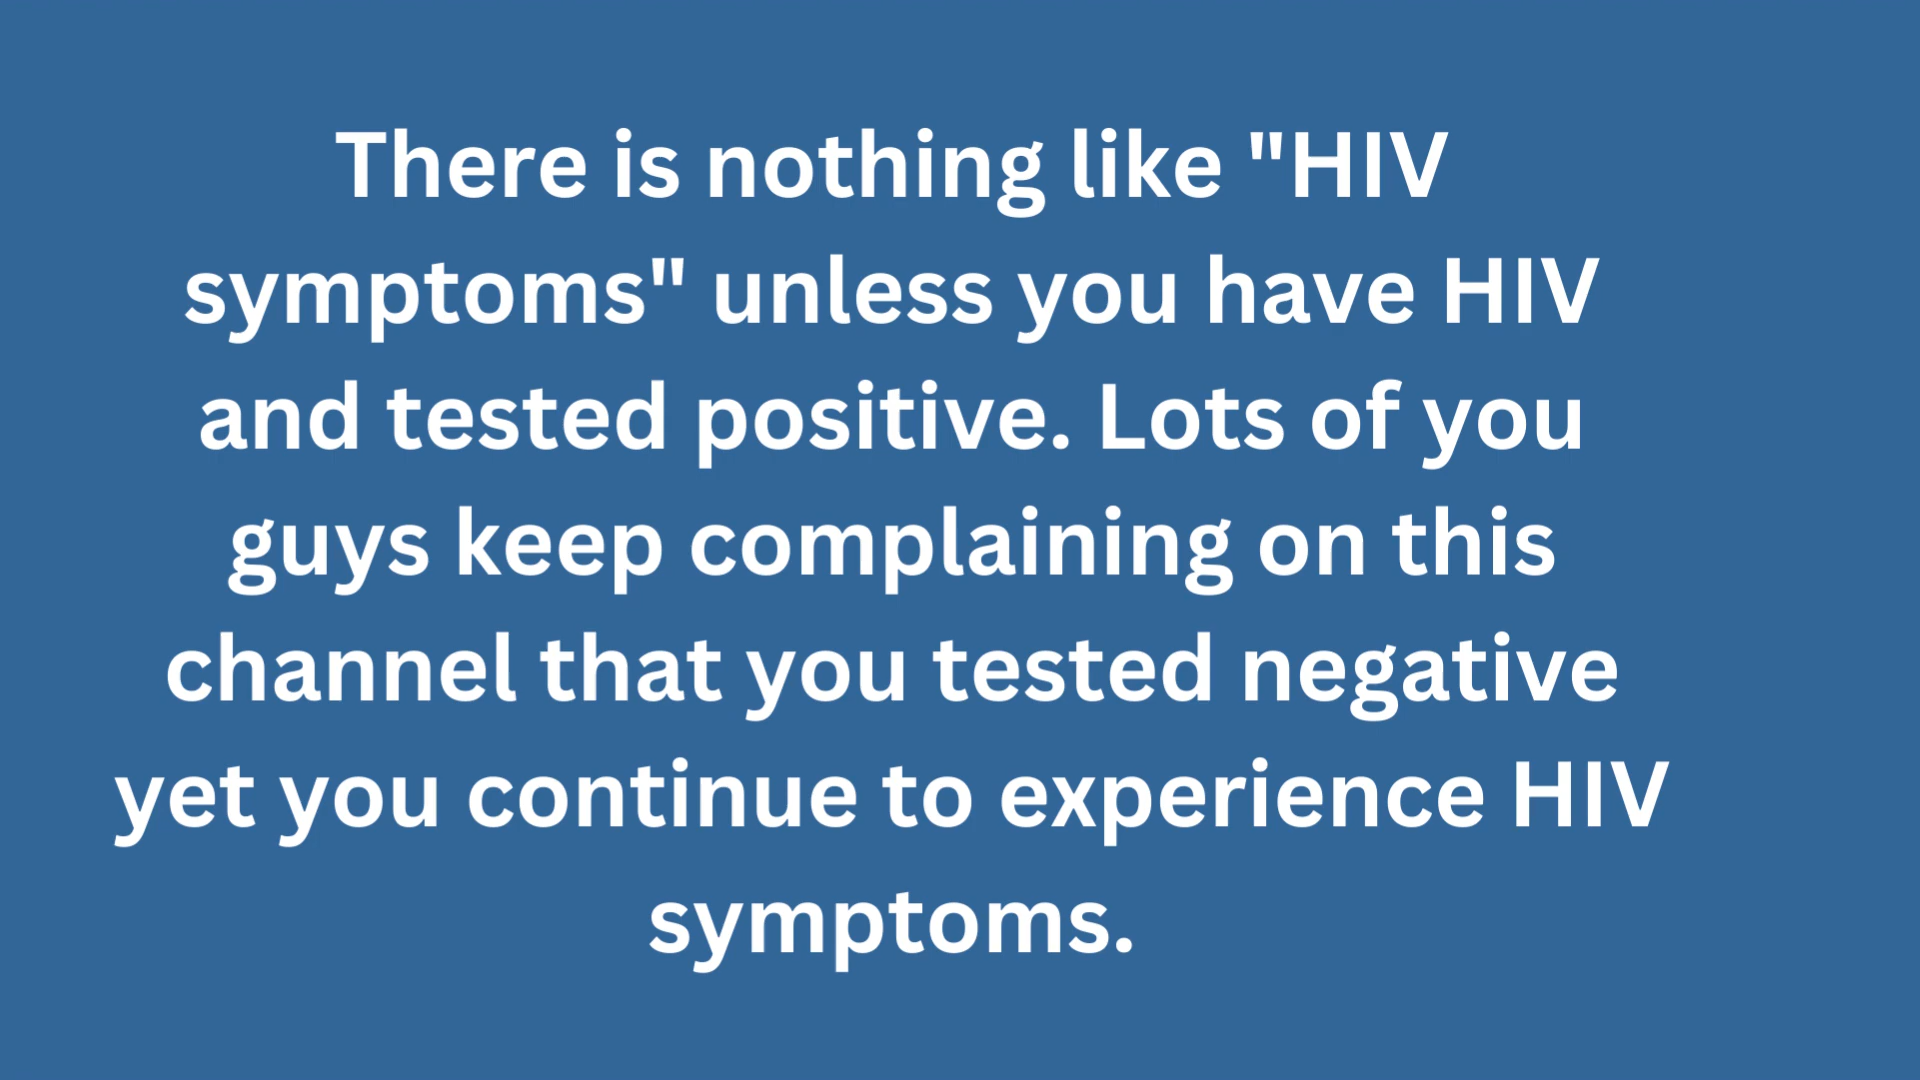 There is nothing like "HIV
symptoms" unless you have HIV
and tested positive. Lots of you
guys keep complaining on this
channel that you tested negative
yet you continue to experience HIV
symptoms.